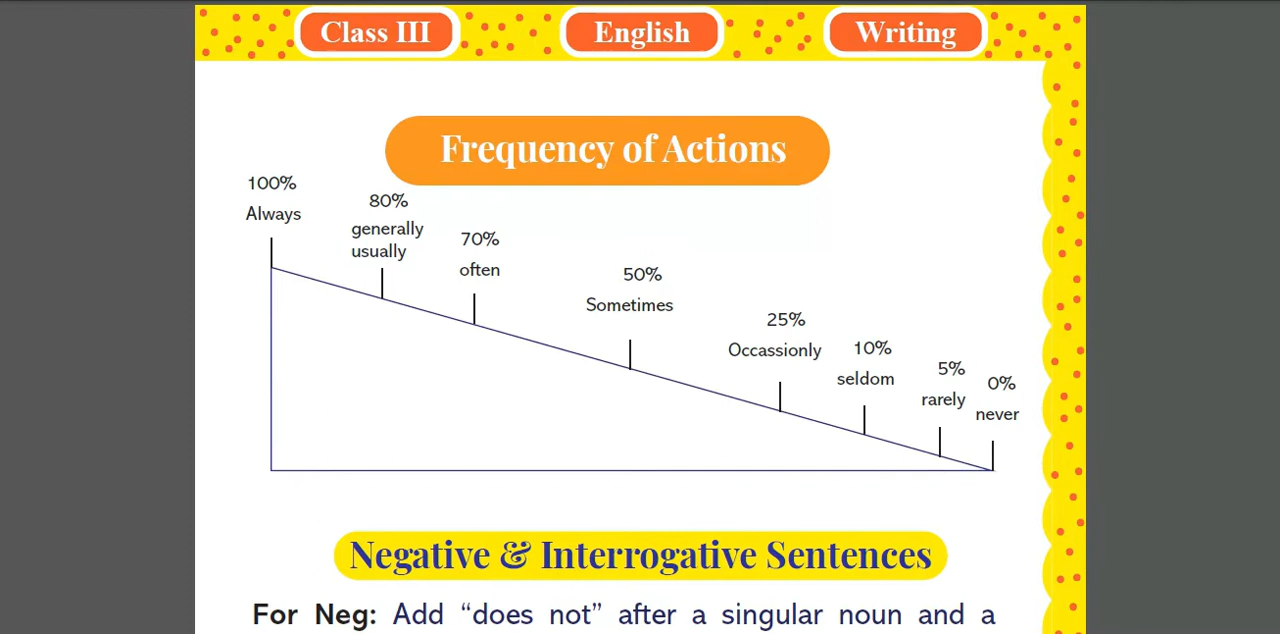 Class III
English
Writing
Frequency of Actions
100%
Always
80%
generally
usually
70%
often
50%
Sometimes
25%
Occassionly
10%
seldom
5%
rarely
0%
never
Negative & Interrogative Sentences
For Neg: Add “does not” after a singular noun and a